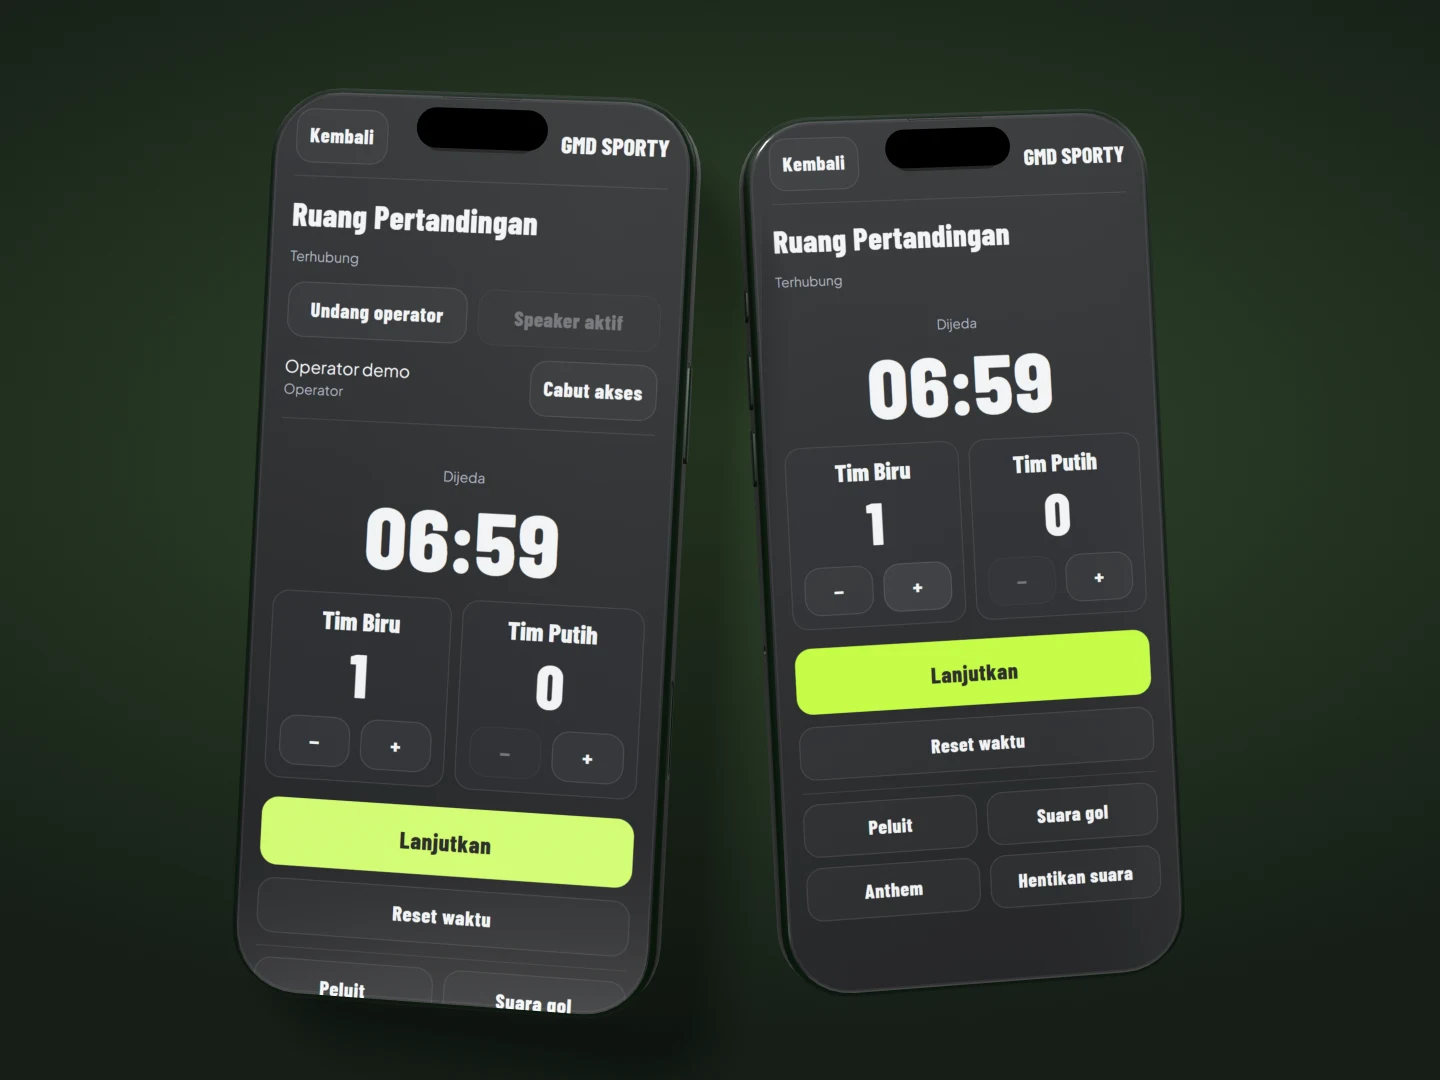 Kembali
GMD SPORTY
Ruang Pertandingan
Terhubung
Undang operator
Speaker aktif
Operator demo
Operator
Cabut akses
Dijeda
06:59
Tim Biru
Tim Putih
1
0
−
+
−
+
Lanjutkan
Reset waktu
Peluit
Suara gol
Kembali
GMD SPORTY
Ruang Pertandingan
Terhubung
Dijeda
06:59
Tim Biru
Tim Putih
1
0
−
+
−
+
Lanjutkan
Reset waktu
Peluit
Suara gol
Anthem
Hentikan suara